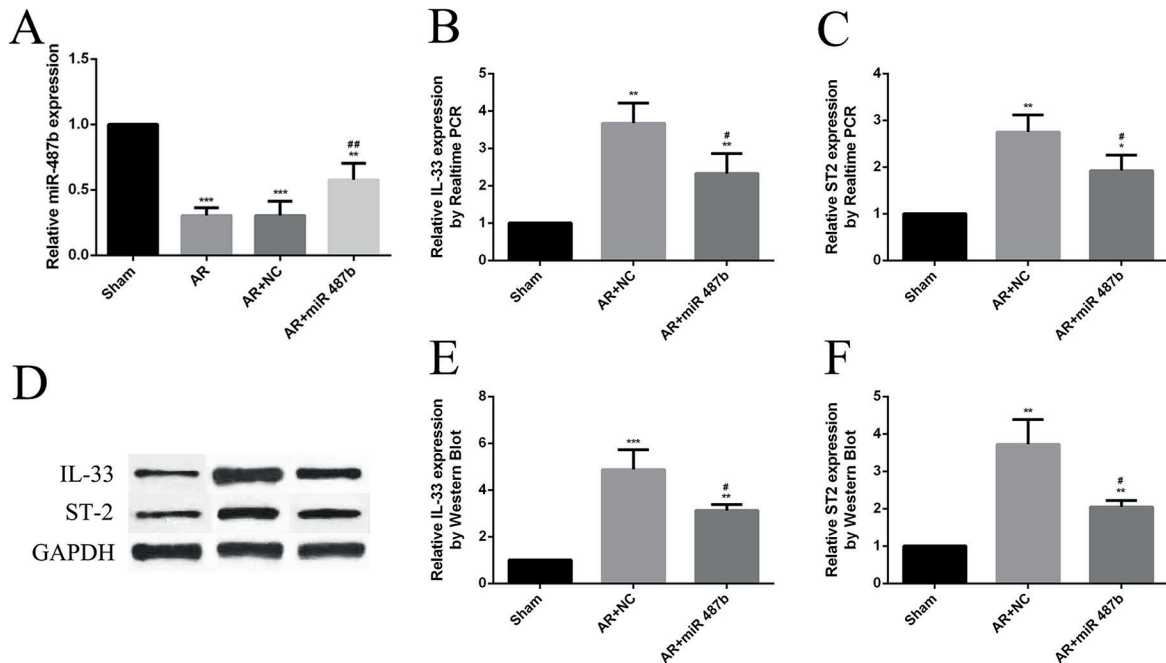 A
Relative miR-487b expression
1.5
1.0
0.5
0.0
***
***
##
**
Sham
AR
AR+NC
AR+miR 487b
B
Relative IL-33 expression
by Realtime PCR
5
4
3
2
1
0
**
#
**
Sham
AR+NC
AR+miR 487b
C
Relative ST2 expression
by Realtime PCR
4
3
2
1
0
**
#
*
Sham
AR+NC
AR+miR 487b
D
IL-33
ST-2
GAPDH
E
Relative IL-33 expression
by Western Blot
8
6
4
2
0
***
#
**
Sham
AR+NC
AR+miR 487b
F
Relative ST2 expression
by Western Blot
5
4
3
2
1
0
**
#
**
Sham
AR+NC
AR+miR 487b